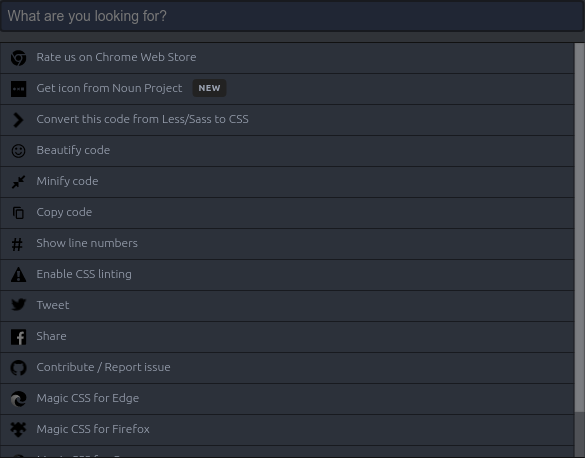 What are you looking for?
Rate us on Chrome Web Store
Get icon from Noun Project NEW
Convert this code from Less/Sass to CSS
Beautify code
Minify code
Copy code
Show line numbers
Enable CSS linting
Tweet
Share
Contribute / Report issue
Magic CSS for Edge
Magic CSS for Firefox